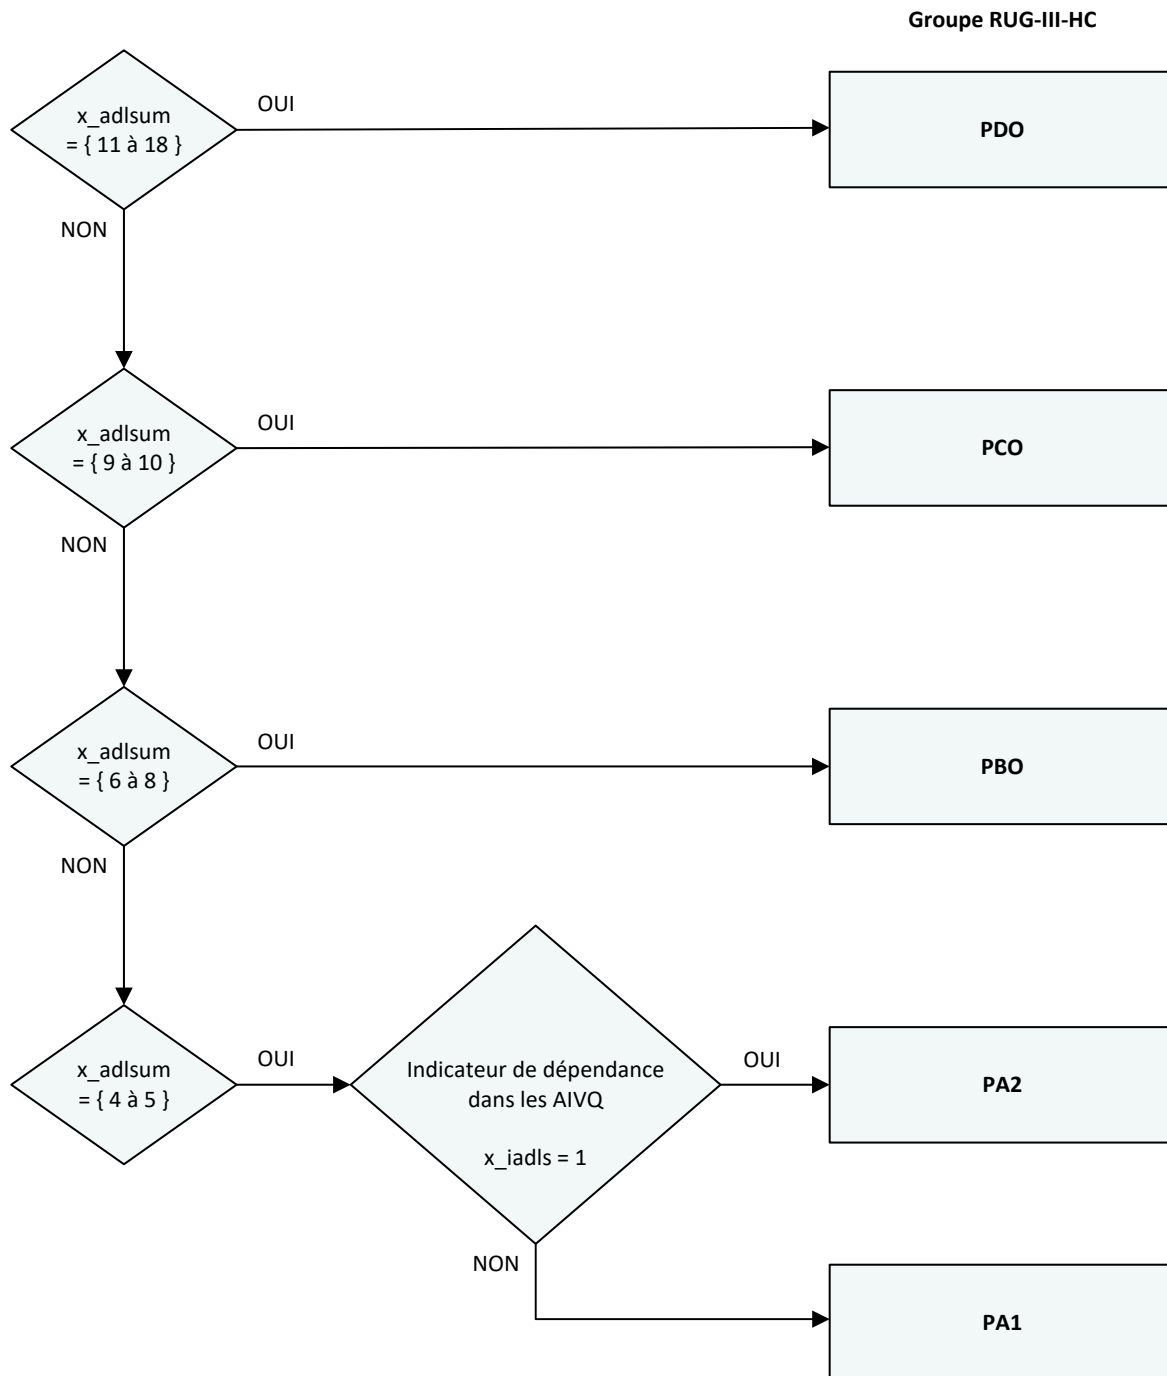 Groupe RUG-III-HC
x_adlsum
= { 11 à 18 }
OUI
PDO
NON
x_adlsum
= { 9 à 10 }
OUI
PCO
NON
x_adlsum
= { 6 à 8 }
OUI
PBO
NON
x_adlsum
= { 4 à 5 }
OUI
Indicateur de dépendance
dans les AIVQ
x_iadls = 1
OUI
PA2
NON
PA1